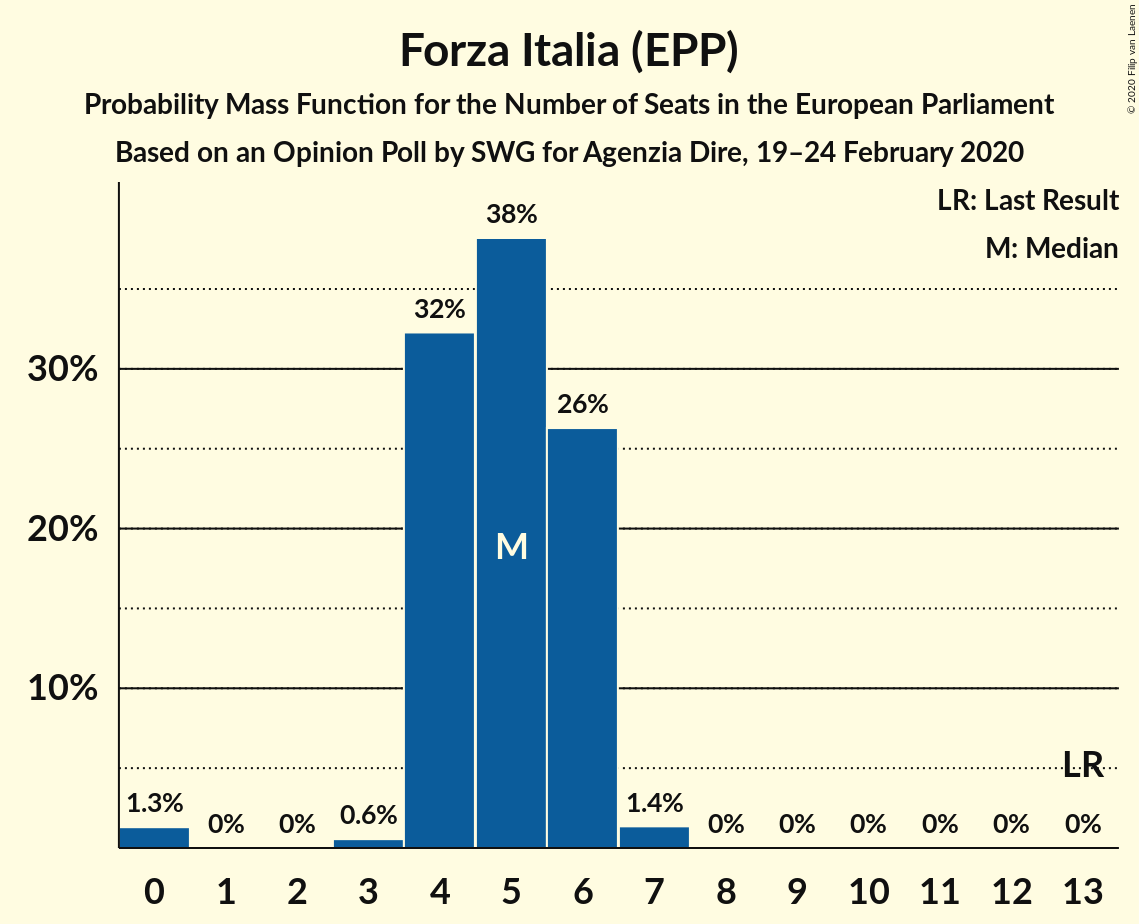 Forza Italia (EPP)
Probability Mass Function for the Number of Seats in the European Parliament
Based on an Opinion Poll by SWG for Agenzia Dire, 19–24 February 2020
© 2020 Filip van Laenen
LR: Last Result
M: Median
38%
32%
30%
26%
20%
M
10%
LR
1.3% 0% 0% 0.6% 1.4% 0% 0% 0% 0% 0% 0%
0 1 2 3 4 5 6 7 8 9 10 11 12 13